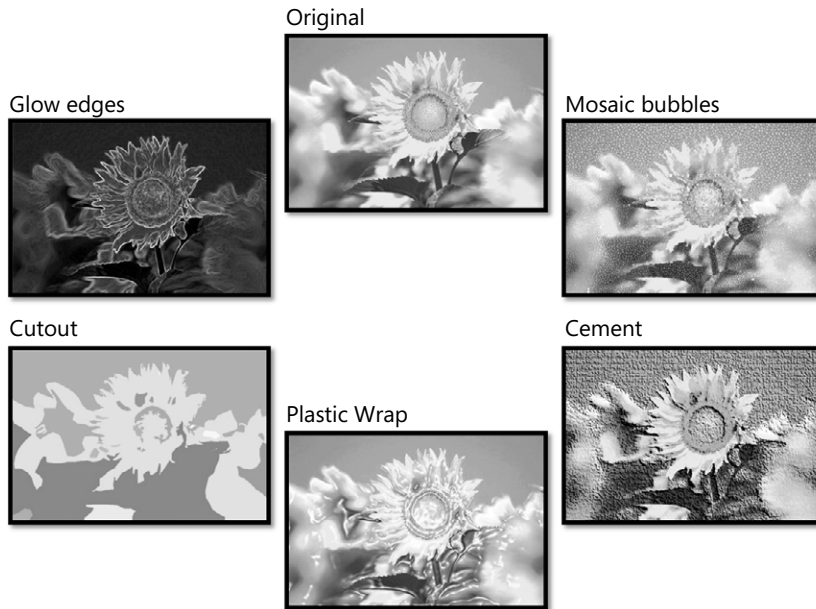 Original
Glow edges
Mosaic bubbles
Cutout
Cement
Plastic Wrap